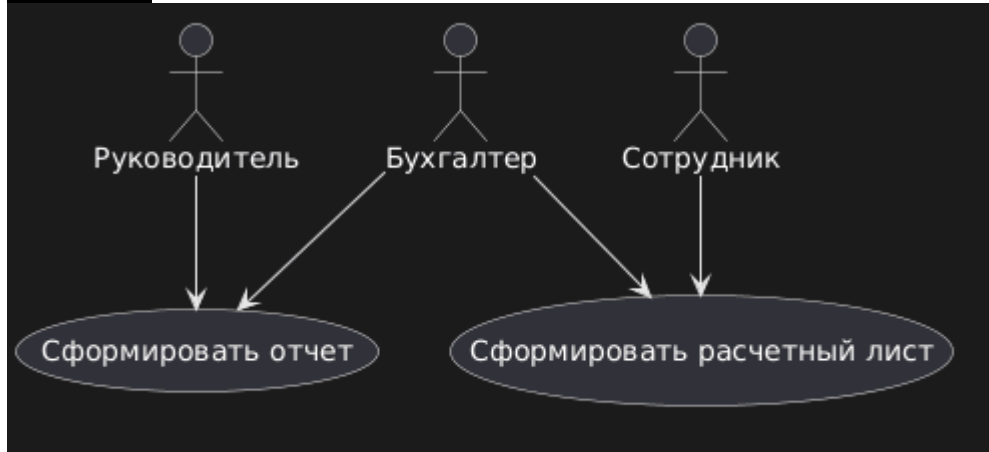 Руководитель
Бухгалтер
Сотрудник
Сформировать отчет
Сформировать расчетный лист